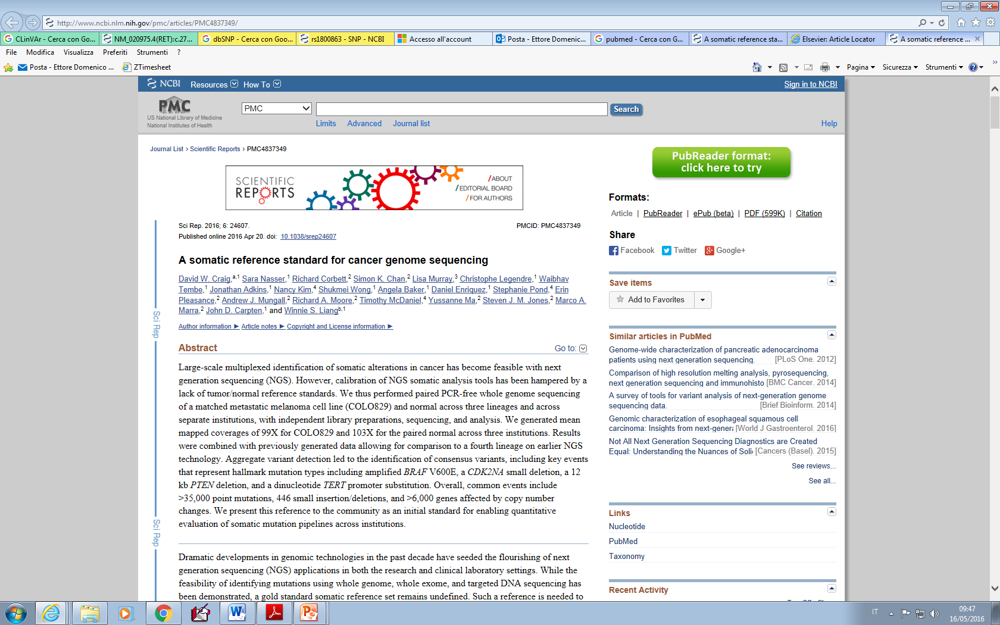 http://www.ncbi.nlm.nih.gov/pmc/articles/PMC4837349/
CLinVAr - Cerca con Go...
NM_020975.4(RET):c.27...
dbSNP - Cerca con Goo...
rs1800863 - SNP - NCBI
Accesso all'account
Posta - Ettore Domenic...
pubmed - Cerca con G...
A somatic reference sta...
Elsevier: Article Locator
A somatic reference ...
File Modifica Visualizza Preferiti Strumenti ?
Posta - Ettore Domenico ... ZTimesheet
Pagina Sicurezza Strumenti
NCBI Resources How To Sign in to NCBI
PMC
US National Library of Medicine
National Institutes of Health
PMC Search
Limits Advanced Journal list Help
Journal List > Scientific Reports > PMC4837349
SCIENTIFIC
REPORTS
/ABOUT
/EDITORIAL BOARD
/FOR AUTHORS
Sci Rep. 2016; 6: 24607. PMCID: PMC4837349
Published online 2016 Apr 20. doi: 10.1038/srep24607
A somatic reference standard for cancer genome sequencing
David W. Craig,a,1 Sara Nasser,1 Richard Corbett,2 Simon K. Chan,2 Lisa Murray,3 Christophe Legendre,1 Waibhav
Tembe,1 Jonathan Adkins,1 Nancy Kim,4 Shukmei Wong,1 Angela Baker,1 Daniel Enriquez,1 Stephanie Pond,4 Erin
Pleasance,2 Andrew J. Mungall,2 Richard A. Moore,2 Timothy McDaniel,4 Yussanne Ma,2 Steven J. M. Jones,2 Marco A.
Marra,2 John D. Carpten,1 and Winnie S. Liangb,1
Author information ► Article notes ► Copyright and License information ►
Abstract Go to:
Large-scale multiplexed identification of somatic alterations in cancer has become feasible with next
generation sequencing (NGS). However, calibration of NGS somatic analysis tools has been hampered by a
lack of tumor/normal reference standards. We thus performed paired PCR-free whole genome sequencing
of a matched metastatic melanoma cell line (COLO829) and normal across three lineages and across
separate institutions, with independent library preparations, sequencing, and analysis. We generated mean
mapped coverages of 99X for COLO829 and 103X for the paired normal across three institutions. Results
were combined with previously generated data allowing for comparison to a fourth lineage on earlier NGS
technology. Aggregate variant detection led to the identification of consensus variants, including key events
that represent hallmark mutation types including amplified BRAF V600E, a CDK2NA small deletion, a 12
kb PTEN deletion, and a dinucleotide TERT promoter substitution. Overall, common events include
>35,000 point mutations, 446 small insertion/deletions, and >6,000 genes affected by copy number
changes. We present this reference to the community as an initial standard for enabling quantitative
evaluation of somatic mutation pipelines across institutions.
Dramatic developments in genomic technologies in the past decade have seeded the flourishing of next
generation sequencing (NGS) applications in both the research and clinical laboratory settings. While the
feasibility of identifying mutations using whole genome, whole exome, and targeted DNA sequencing has
been demonstrated, a gold standard somatic reference set remains undefined. Such a reference is needed to
Sci Rep
Sci Rep
PubReader format:
click here to try
Formats:
Article | PubReader | ePub (beta) | PDF (599K) | Citation
Share
Facebook Twitter Google+
Save items
Add to Favorites
Similar articles in PubMed
Genome-wide characterization of pancreatic adenocarcinoma
patients using next generation sequencing. [PLoS One. 2012]
Comparison of high resolution melting analysis, pyrosequencing,
next generation sequencing and immunohisto [BMC Cancer. 2014]
A survey of tools for variant analysis of next-generation genome
sequencing data. [Brief Bioinform. 2014]
Genomic characterization of esophageal squamous cell
carcinoma: Insights from next-genera [World J Gastroenterol. 2016]
Not All Next Generation Sequencing Diagnostics are Created
Equal: Understanding the Nuances of Soli [Cancers (Basel). 2015]
See reviews...
See all...
Links
Nucleotide
PubMed
Taxonomy
Recent Activity
IT 09:47
16/05/2016